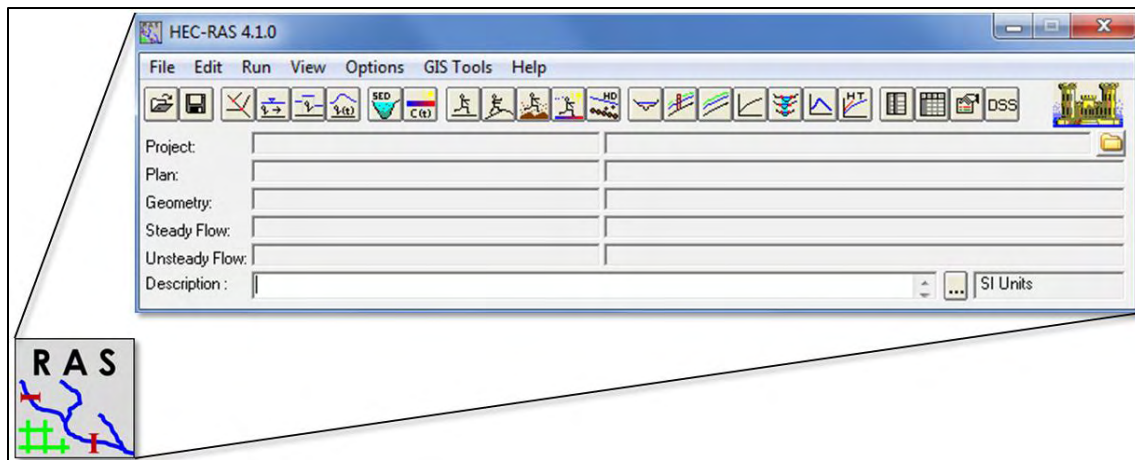 HEC-RAS 4.1.0
File Edit Run View Options GIS Tools Help
SED C(t) HD HT DSS
Project:
Plan:
Geometry:
Steady Flow:
Unsteady Flow:
Description : ... SI Units
RAS